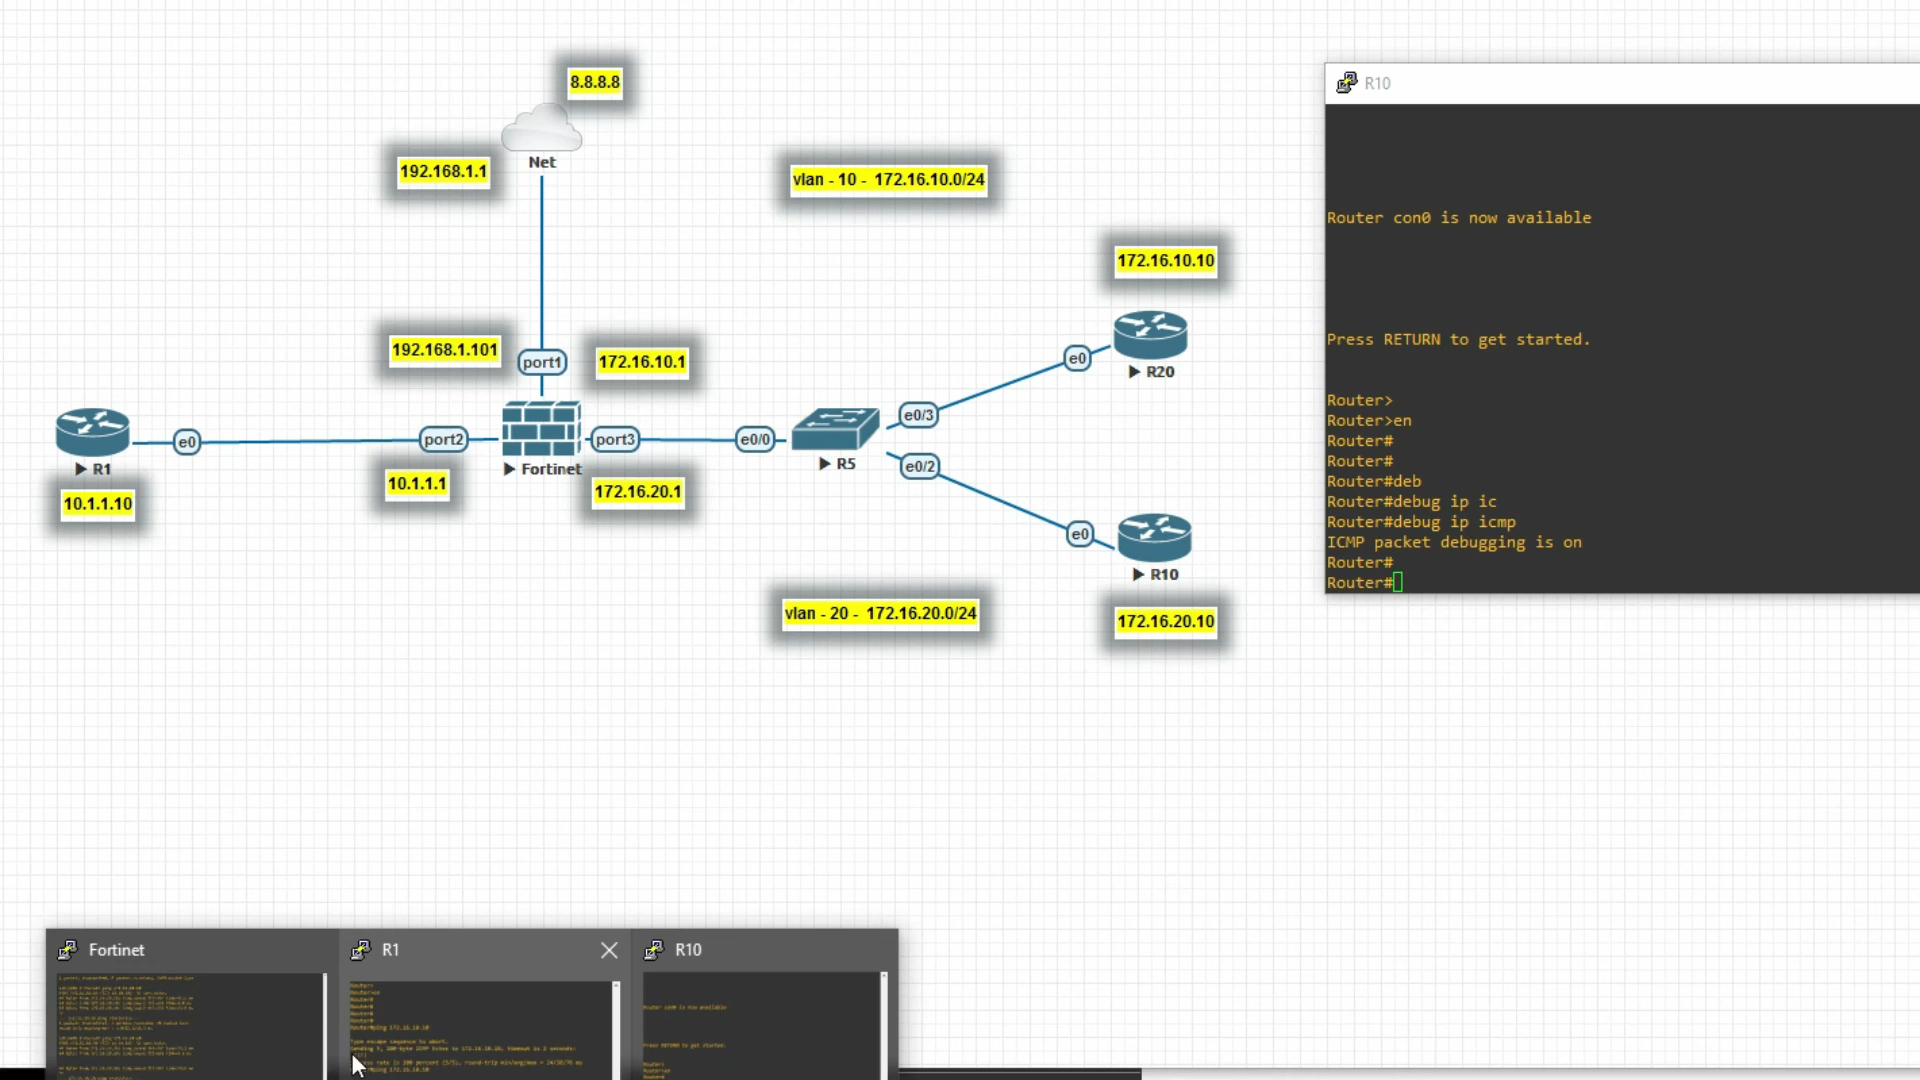 8.8.8.8
Net
192.168.1.1
vlan - 10 - 172.16.10.0/24
172.16.10.10
R20
192.168.1.101
port1
172.16.10.1
e0
e0/3
R1
e0
port2
Fortinet
port3
e0/0
R5
e0/2
10.1.1.10
10.1.1.1
172.16.20.1
e0
R10
vlan - 20 - 172.16.20.0/24
172.16.20.10
R10
Router con0 is now available
Press RETURN to get started.
Router>
Router>en
Router#
Router#
Router#deb
Router#debug ip ic
Router#debug ip icmp
ICMP packet debugging is on
Router#
Router#
Fortinet
R1
R10